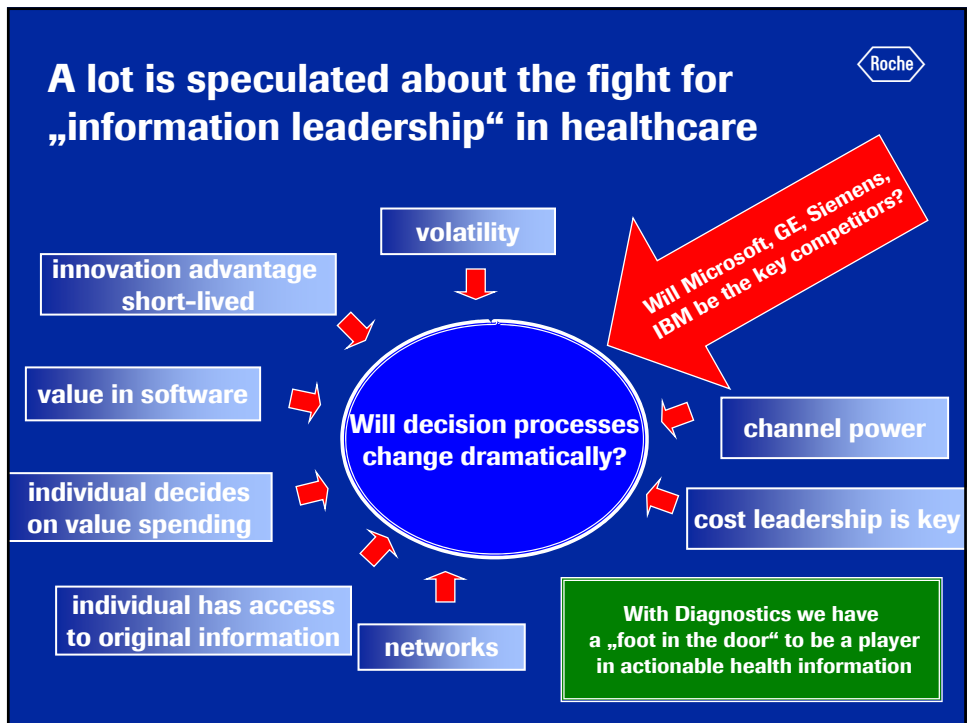 A lot is speculated about the fight for
„information leadership“ in healthcare
Roche
volatility
Will Microsoft, GE, Siemens,
IBM be the key competitors?
innovation advantage
short-lived
value in software
Will decision processes
change dramatically?
channel power
individual decides
on value spending
cost leadership is key
individual has access
to original information
networks
With Diagnostics we have
a „foot in the door“ to be a player
in actionable health information